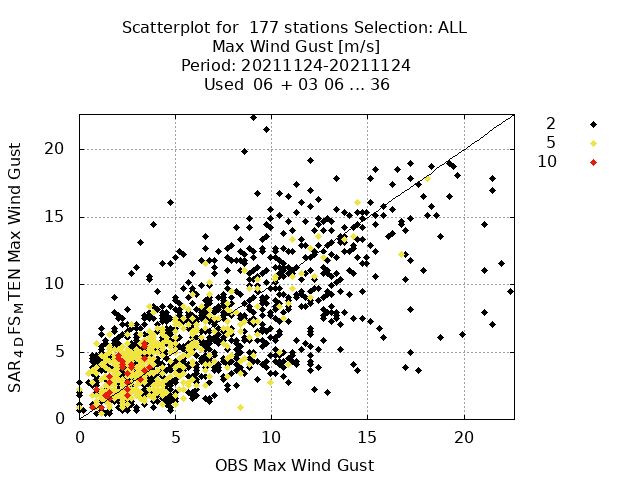 Scatterplot for 177 stations Selection: ALL
Max Wind Gust [m/s]
Period: 20211124-20211124
Used 06 + 03 06 ... 36
2
5
10
20
15
10
5
0
SAR4DFSMTEN Max Wind Gust
0 5 10 15 20
OBS Max Wind Gust